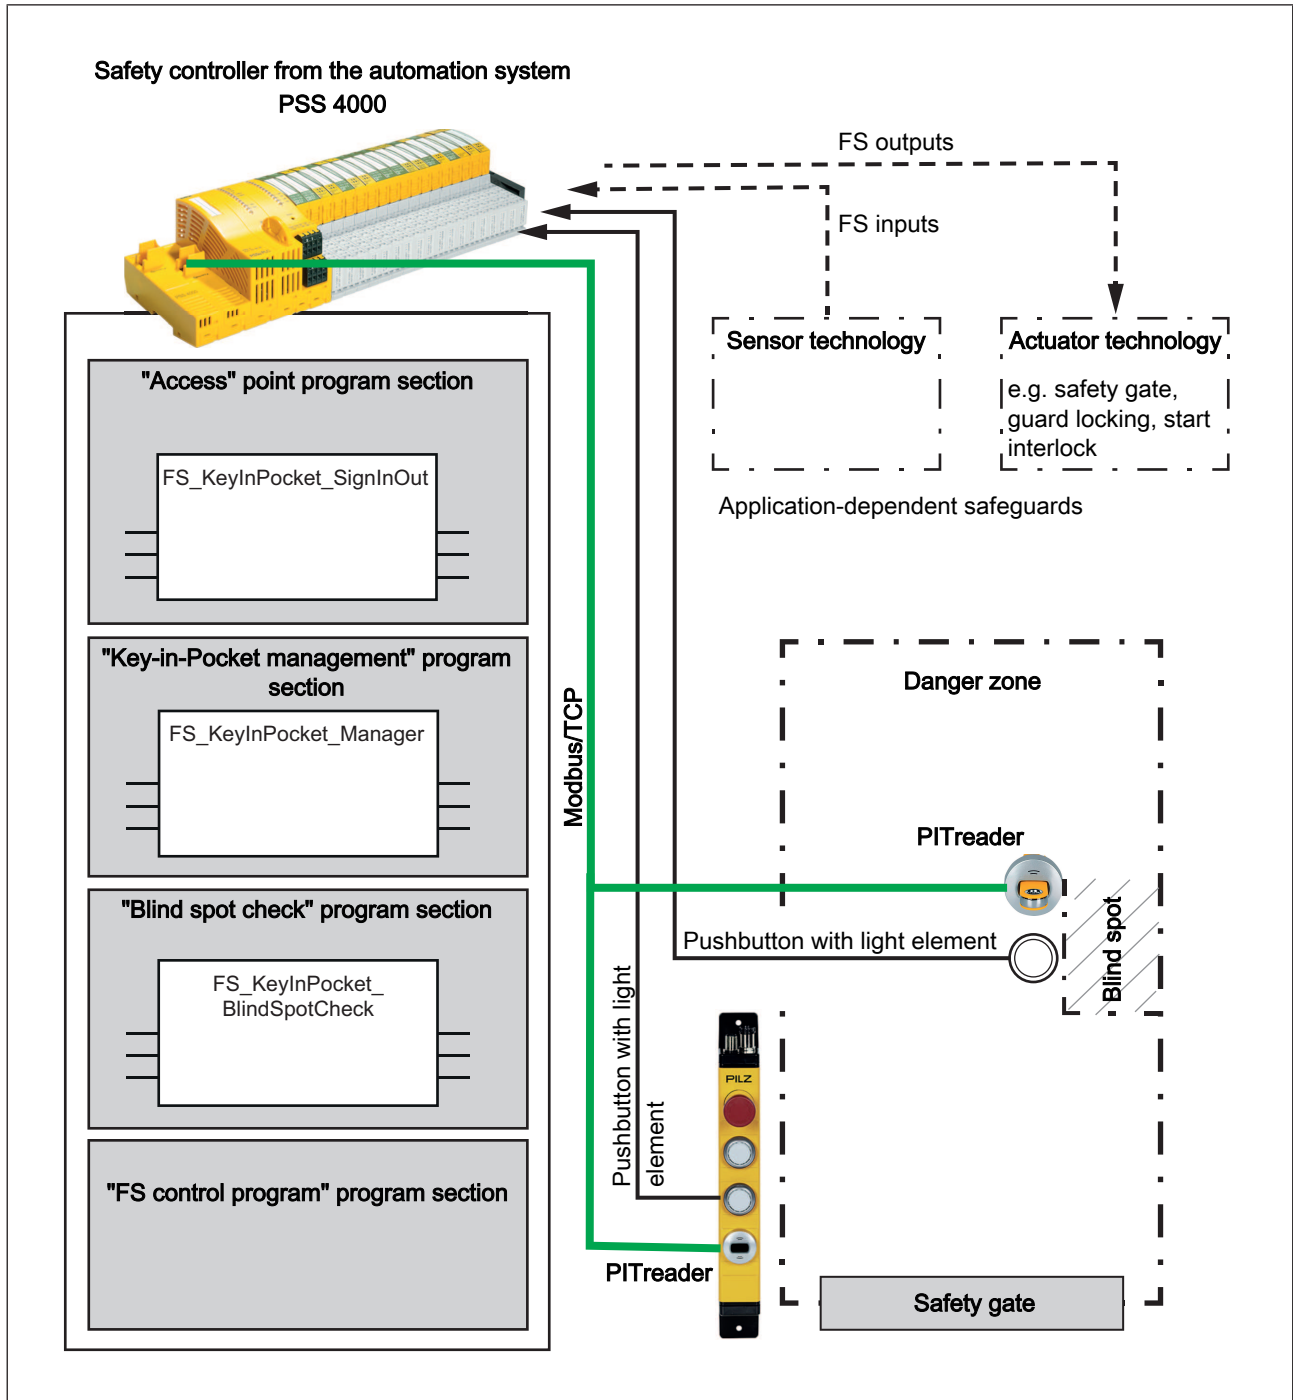 Safety controller from the automation system
PSS 4000
FS outputs
FS inputs
Sensor technology
Actuator technology
e.g. safety gate,
guard locking, start
interlock
Application-dependent safeguards
"Access" point program section
FS_KeyInPocket_SignInOut
"Key-in-Pocket management" program
section
FS_KeyInPocket_Manager
"Blind spot check" program section
FS_KeyInPocket_
BlindSpotCheck
"FS control program" program section
Modbus/TCP
Pushbutton with light
element
Danger zone
PITreader
Pushbutton with light element
Blind spot
PILZ
PITreader
Safety gate